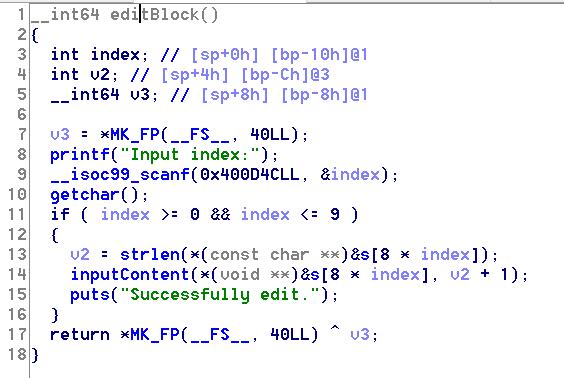 1 __int64 editBlock()
2 {
3 int index; // [sp+0h] [bp-10h]@1
4 int v2; // [sp+4h] [bp-Ch]@3
5 __int64 v3; // [sp+8h] [bp-8h]@1
6
7 v3 = *MK_FP(__FS__, 40LL);
8 printf("Input index:");
9 __isoc99_scanf(0x400D4CLL, &index);
10 getchar();
11 if ( index >= 0 && index <= 9 )
12 {
13 v2 = strlen(*(const char **)&s[8 * index]);
14 inputContent(*(void **)&s[8 * index], v2 + 1);
15 puts("Successfully edit.");
16 }
17 return *MK_FP(__FS__, 40LL) ^ v3;
18 }